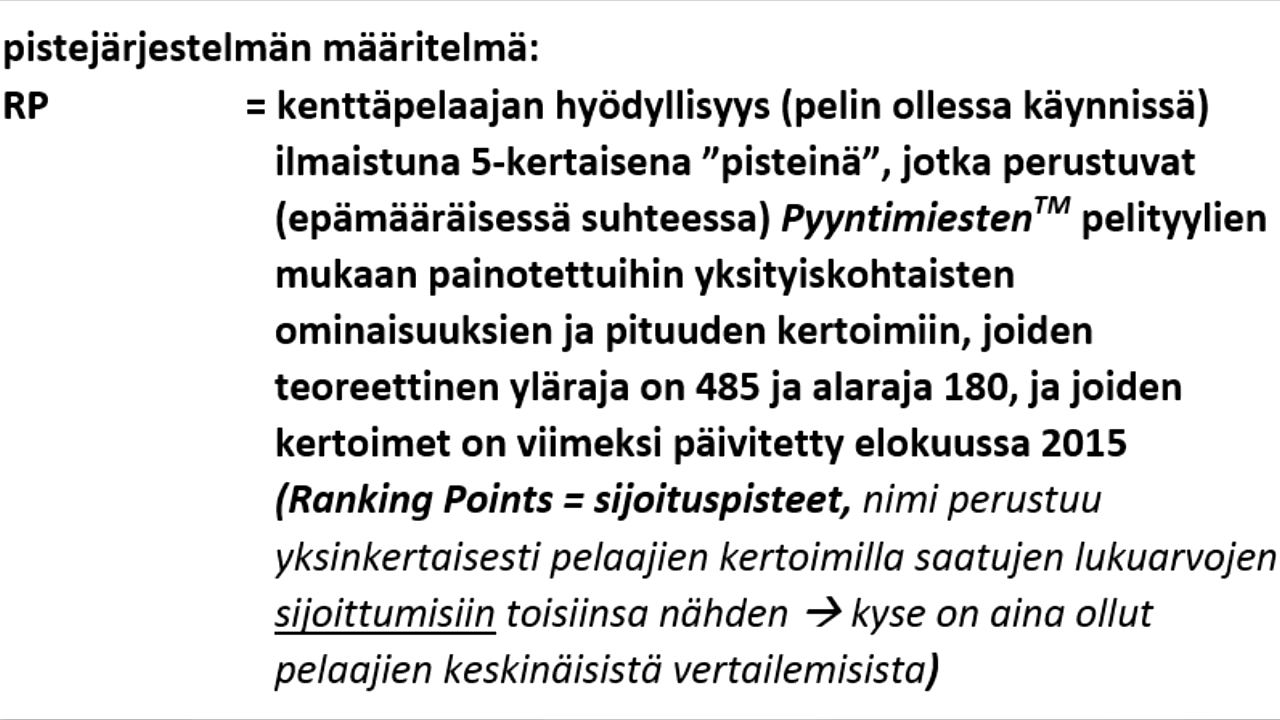 pistejärjestelmän määritelmä:
RP = kenttäpelaajan hyödyllisyys (pelin ollessa käynnissä)
ilmaistuna 5-kertaisena ”pisteinä”, jotka perustuvat
(epämääräisessä suhteessa) Pyyntimiesten™ pelityylien
mukaan painotettuihin yksityiskohtaisten
ominaisuuksien ja pituuden kertoimiin, joiden
teoreettinen yläraja on 485 ja alaraja 180, ja joiden
kertoimet on viimeksi päivitetty elokuussa 2015
(Ranking Points = sijoituspisteet, nimi perustuu
yksinkertaisesti pelaajien kertoimilla saatujen lukuarvojen
sijoittumisiin toisiinsa nähden → kyse on aina ollut
pelaajien keskinäisistä vertailemisista)